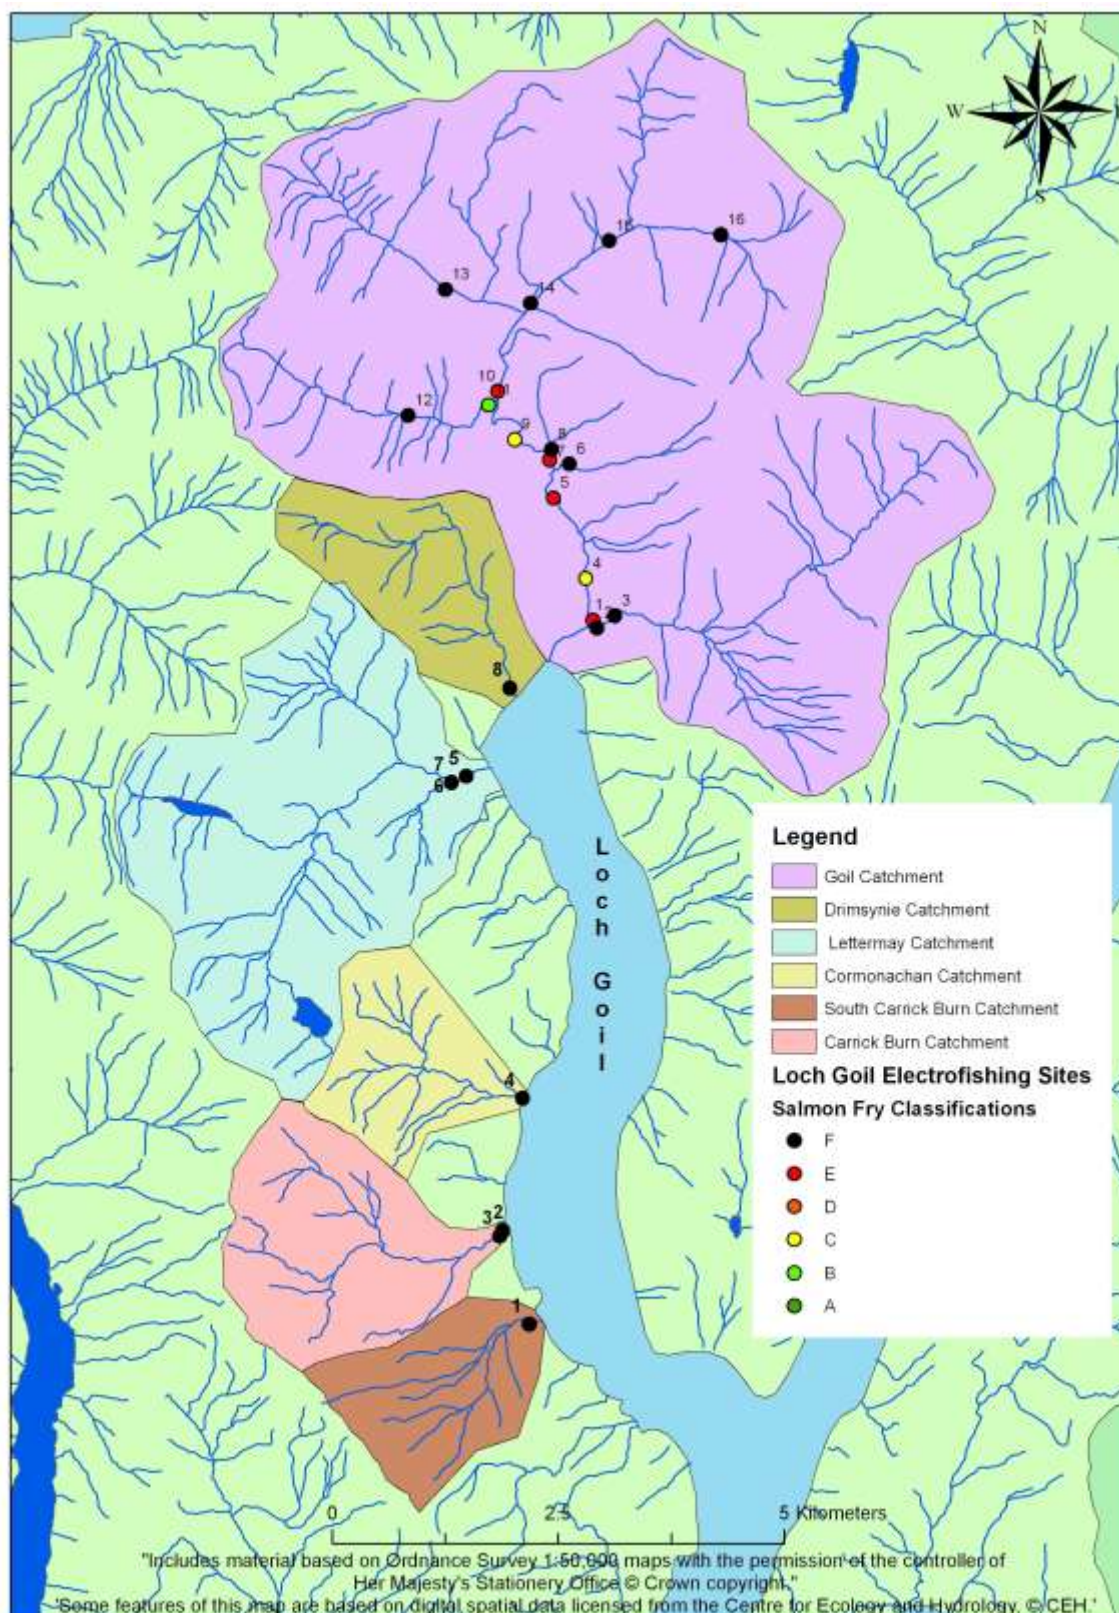 N
W
S
16
15
13
14
10
12
9
8
7
6
5
4
1
3
2
8
7 5
6
Loch Goil
4
3 2
1
Legend
Goil Catchment
Drimsynie Catchment
Lettermay Catchment
Cormonachan Catchment
South Carrick Burn Catchment
Carrick Burn Catchment
Loch Goil Electrofishing Sites
Salmon Fry Classifications
F
E
D
C
B
A
0 2.5 5 Kilometers
"Includes material based on Ordnance Survey 1:50,000 maps with the permission of the controller of
Her Majesty's Stationery Office © Crown copyright."
"Some features of this map are based on digital spatial data licensed from the Centre for Ecology and Hydrology, © CEH."